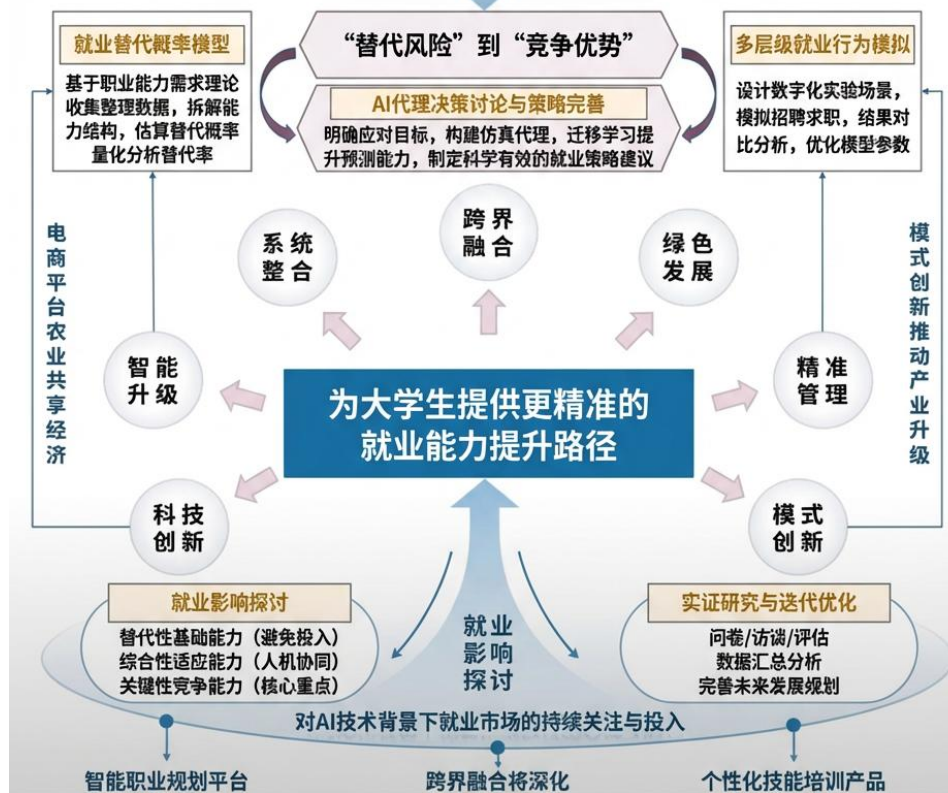 就业替代概率模型
基于职业能力需求理论
收集整理数据，拆解能
力结构，估算替代概率
量化分析替代率
“替代风险”到“竞争优势”
AI代理决策讨论与策略完善
明确应对目标，构建仿真代理，迁移学习提
升预测能力，制定科学有效的就业策略建议
多层级就业行为模拟
设计数字化实验场景，
模拟招聘求职，结果对
比分析，优化模型参数
电商平台农业共享经济
系统
整合
跨界
融合
绿色
发展
模式创新推动产业升级
智能
升级
精准
管理
为大学生提供更精准的
就业能力提升路径
科技
创新
模式
创新
就业影响探讨
替代性基础能力（避免投入）
综合性适应能力（人机协同）
关键性竞争能力（核心重点）
就业
影响
探讨
实证研究与迭代优化
问卷/访谈/评估
数据汇总分析
完善未来发展规划
对AI技术背景下就业市场的持续关注与投入
智能职业规划平台
跨界融合将深化
个性化技能培训产品